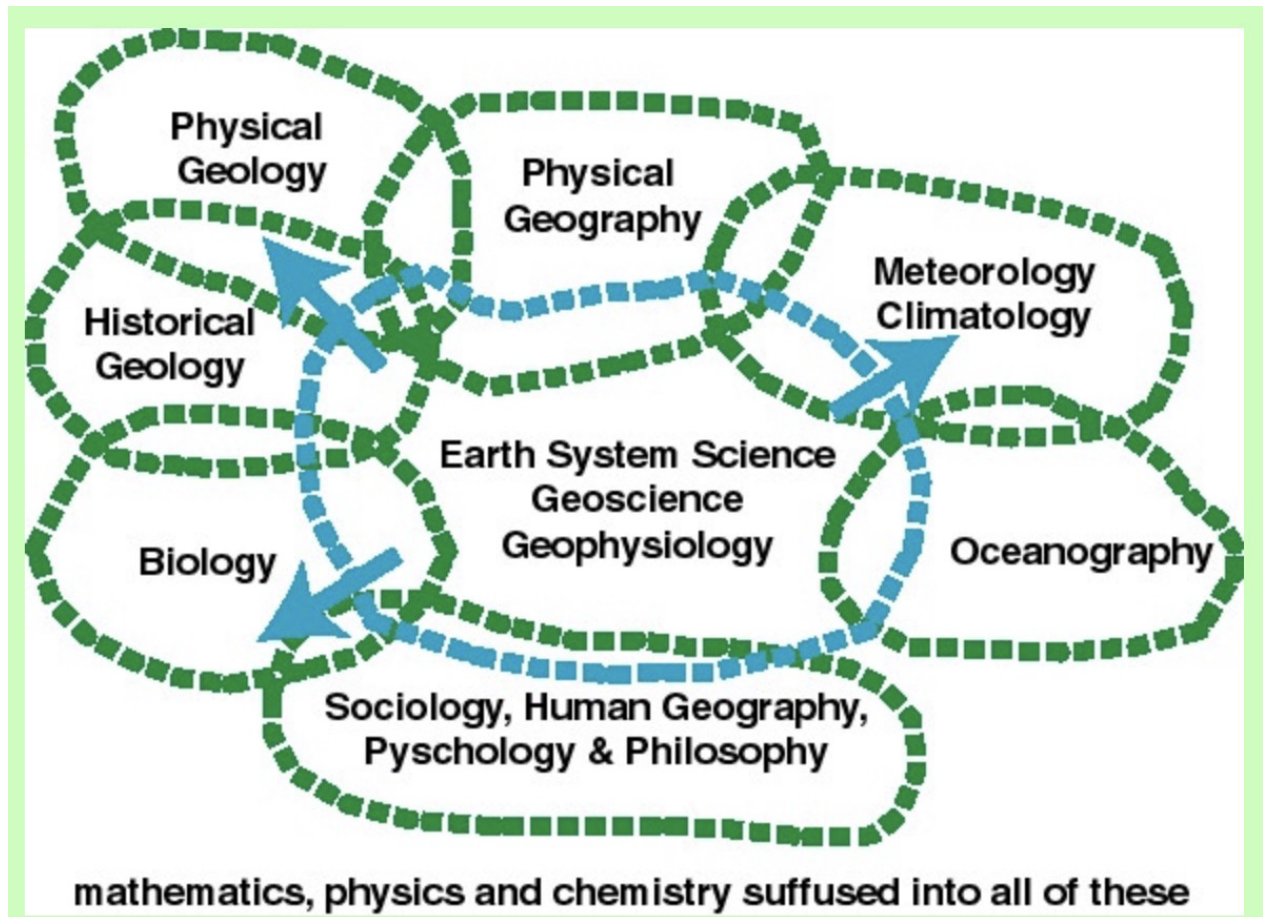 Physical
Geology
Physical
Geography
Meteorology
Climatology
Historical
Geology
Earth System Science
Geoscience
Geophysiology
Biology
Oceanography
Sociology, Human Geography,
Pyschology & Philosophy
mathematics, physics and chemistry suffused into all of these